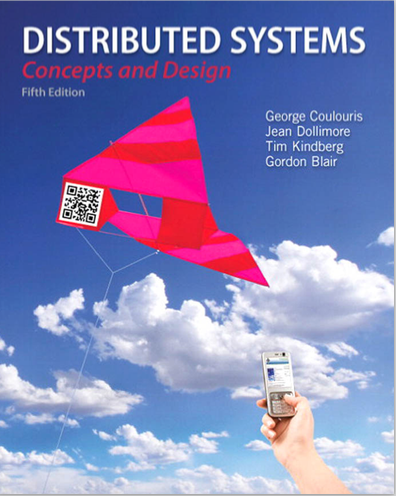 DISTRIBUTED SYSTEMS
Concepts and Design
Fifth Edition
George Coulouris
Jean Dollimore
Tim Kindberg
Gordon Blair